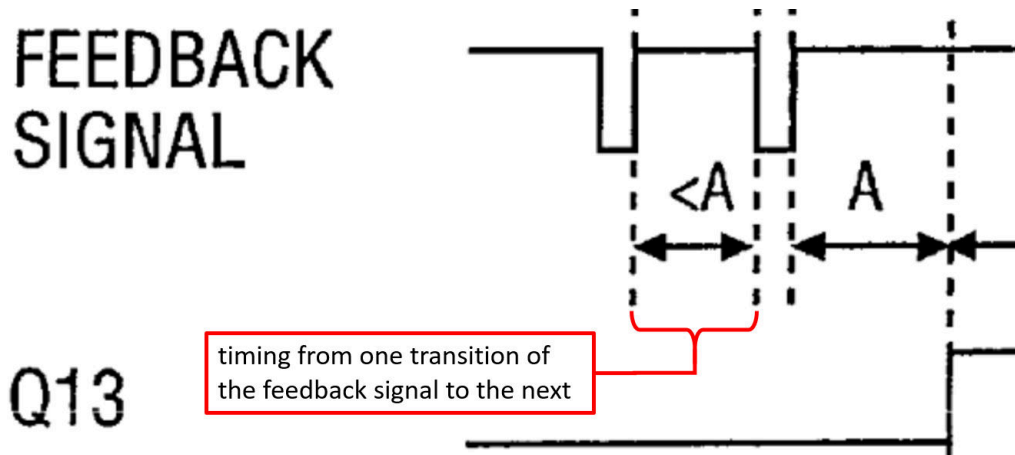 FEEDBACK
SIGNAL
<A
A
timing from one transition of
the feedback signal to the next
Q13